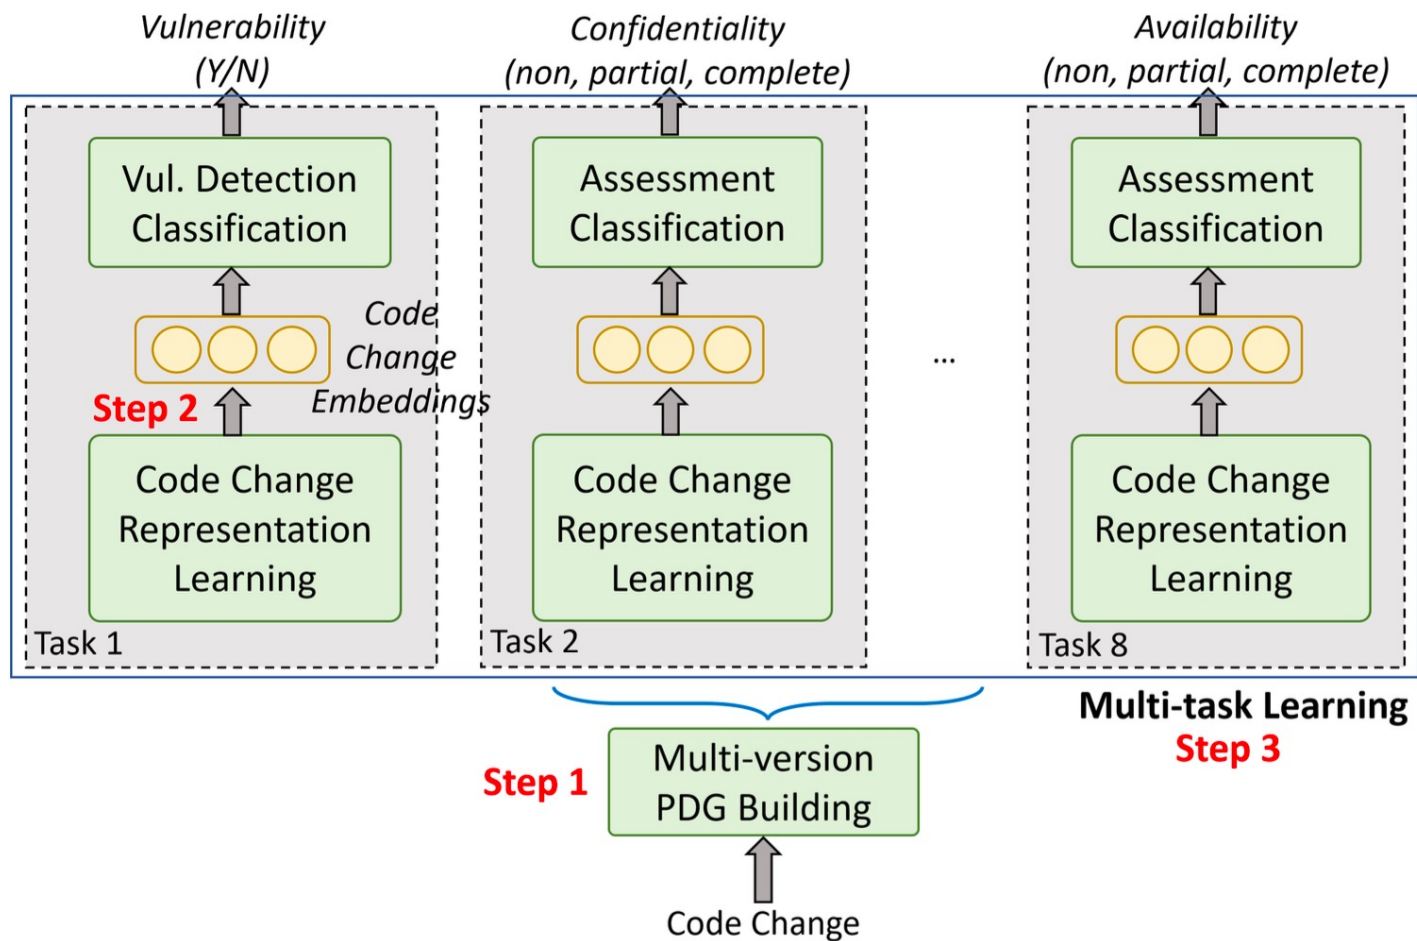 Vulnerability
(Y/N)
Confidentiality
(non, partial, complete)
Availability
(non, partial, complete)
Vul. Detection
Classification
Code
Change
Embeddings
Step 2
Code Change
Representation
Learning
Task 1
Assessment
Classification
Code Change
Representation
Learning
Task 2
...
Assessment
Classification
Code Change
Representation
Learning
Task 8
Multi-task Learning
Step 3
Step 1
Multi-version
PDG Building
Code Change